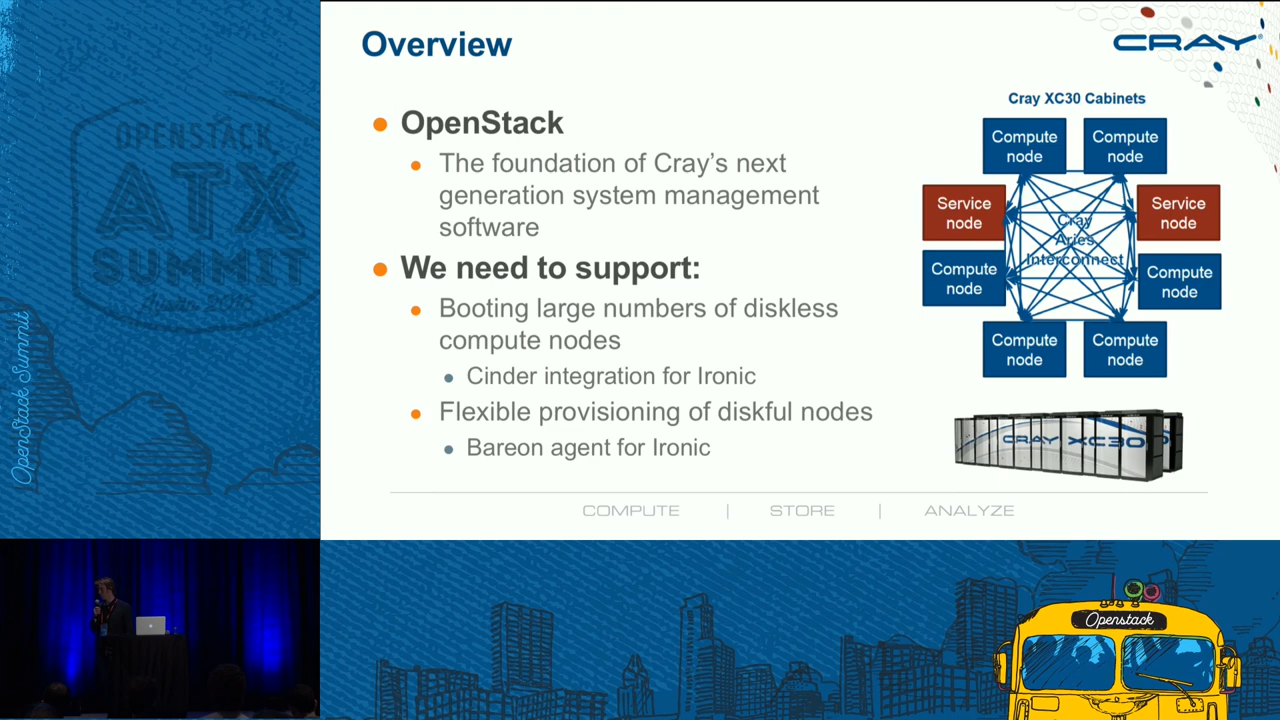 Overview
CRAY
OpenStack
The foundation of Cray's next
generation system management
software
We need to support:
Booting large numbers of diskless
compute nodes
Cinder integration for Ironic
Flexible provisioning of diskful nodes
Bareon agent for Ironic
Cray XC30 Cabinets
Compute
node
Compute
node
Service
node
Service
node
Cray
Aries
Interconnect
Compute
node
Compute
node
Compute
node
Compute
node
CRAY XC30
COMPUTE | STORE | ANALYZE
OPENSTACK
ATX
SUMMIT
OpenStack Summit
Openstack